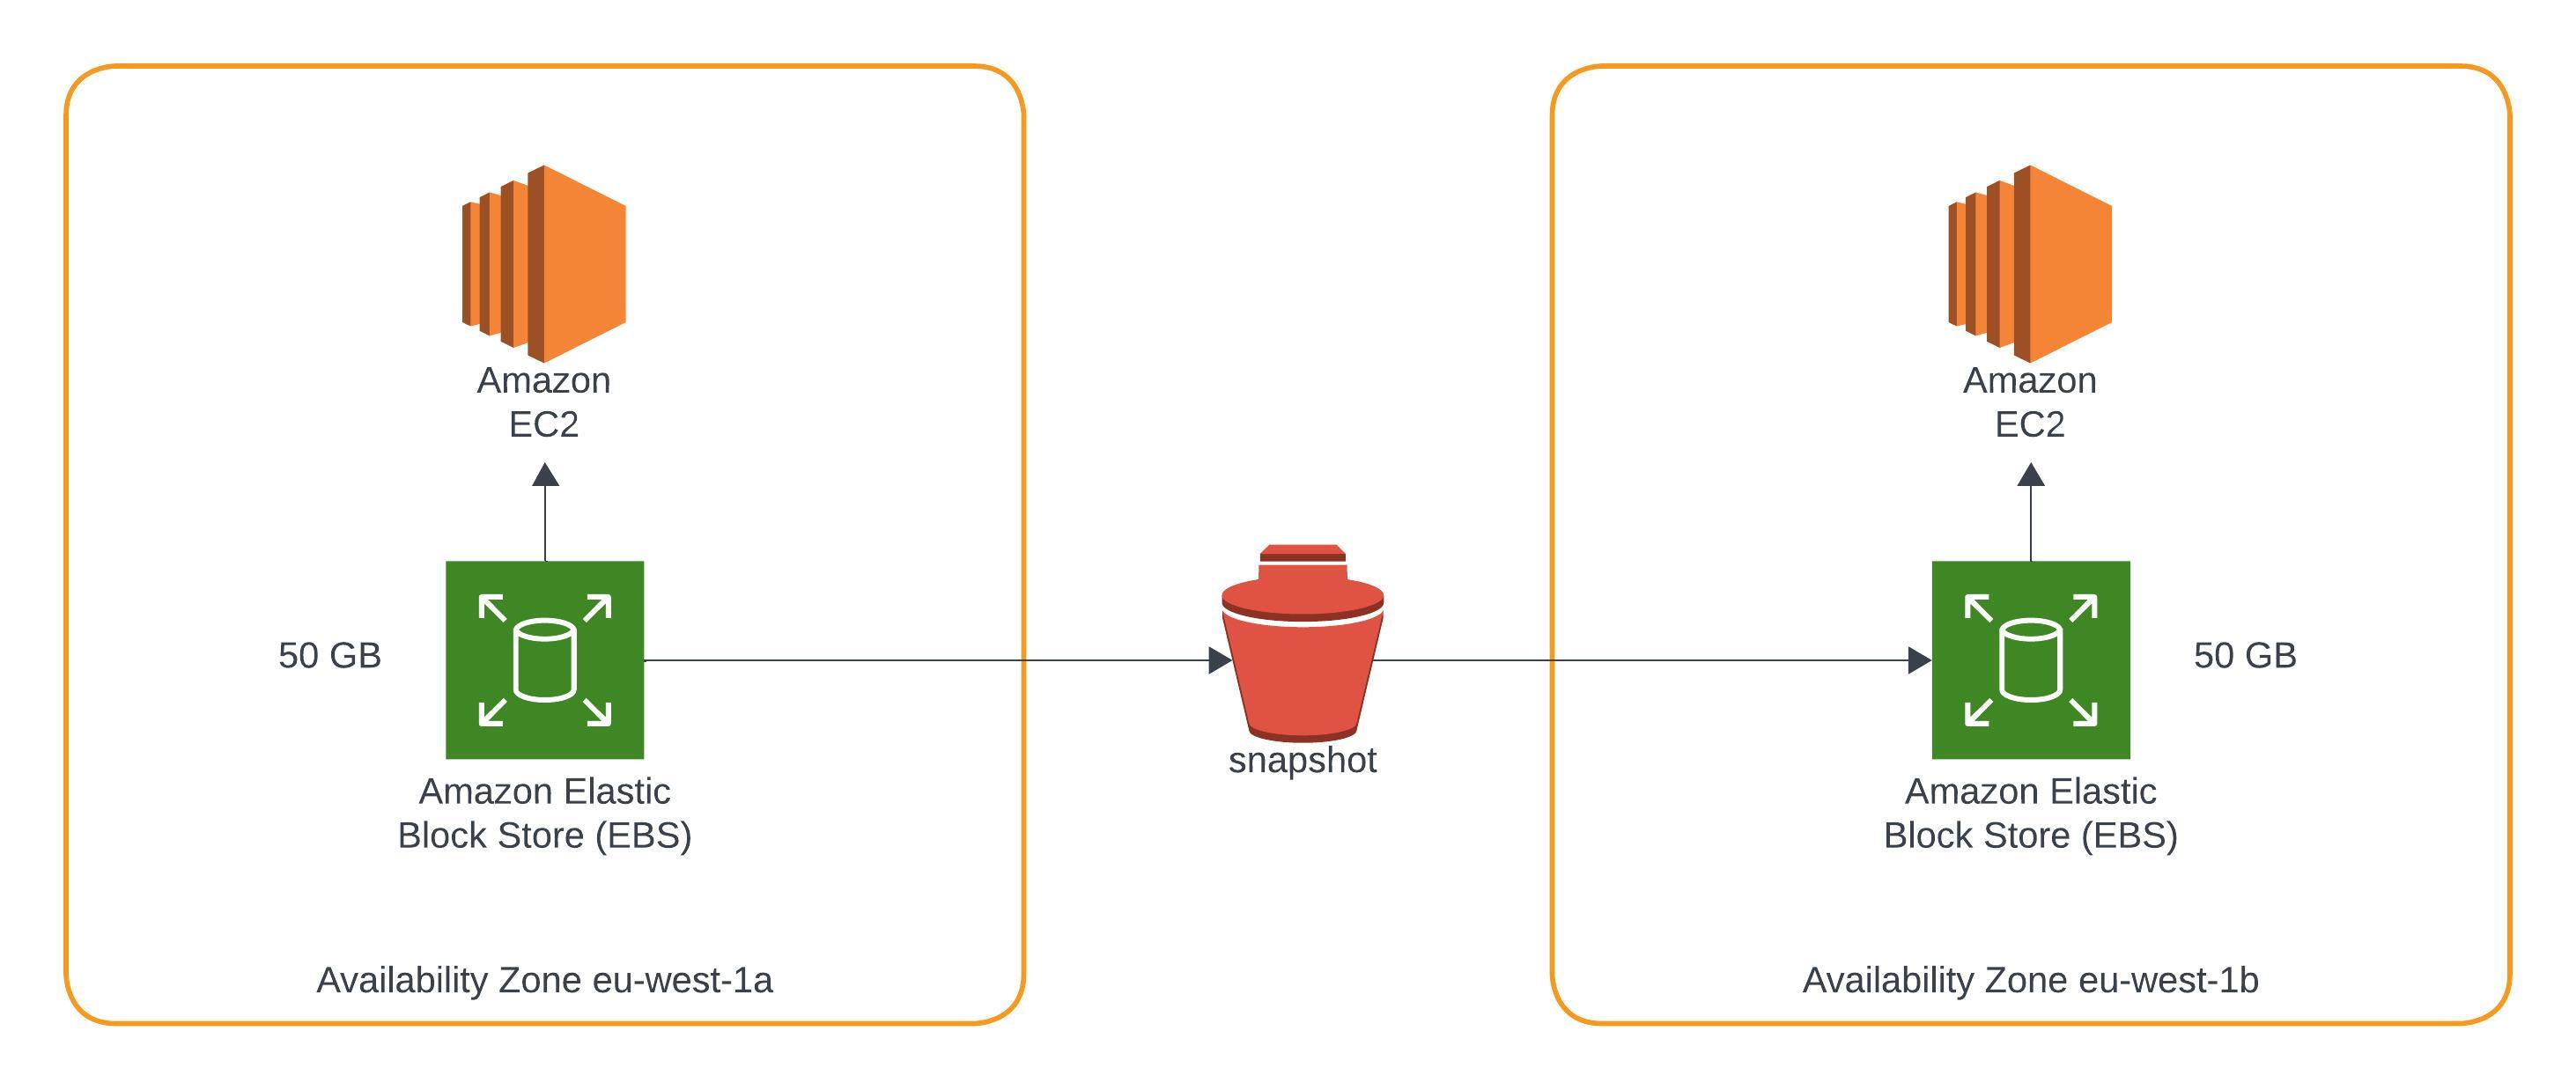 Amazon
EC2
50 GB
Amazon Elastic
Block Store (EBS)
Availability Zone eu-west-1a
snapshot
Amazon
EC2
50 GB
Amazon Elastic
Block Store (EBS)
Availability Zone eu-west-1b